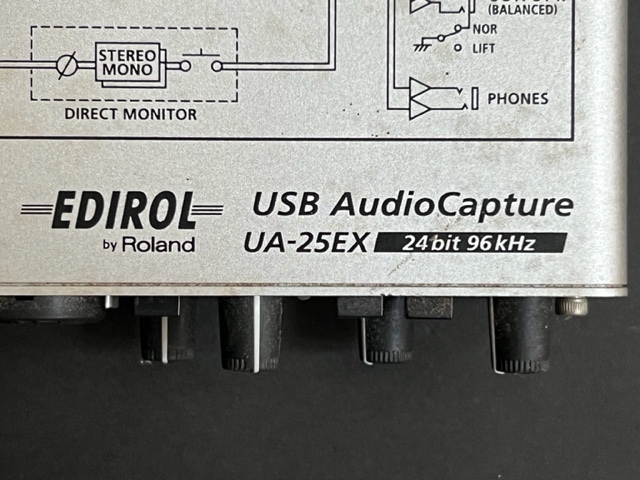 (BALANCED)
NOR
LIFT
STEREO
MONO
PHONES
DIRECT MONITOR
EDIROL
by Roland
USB AudioCapture
UA-25EX
24bit 96kHz